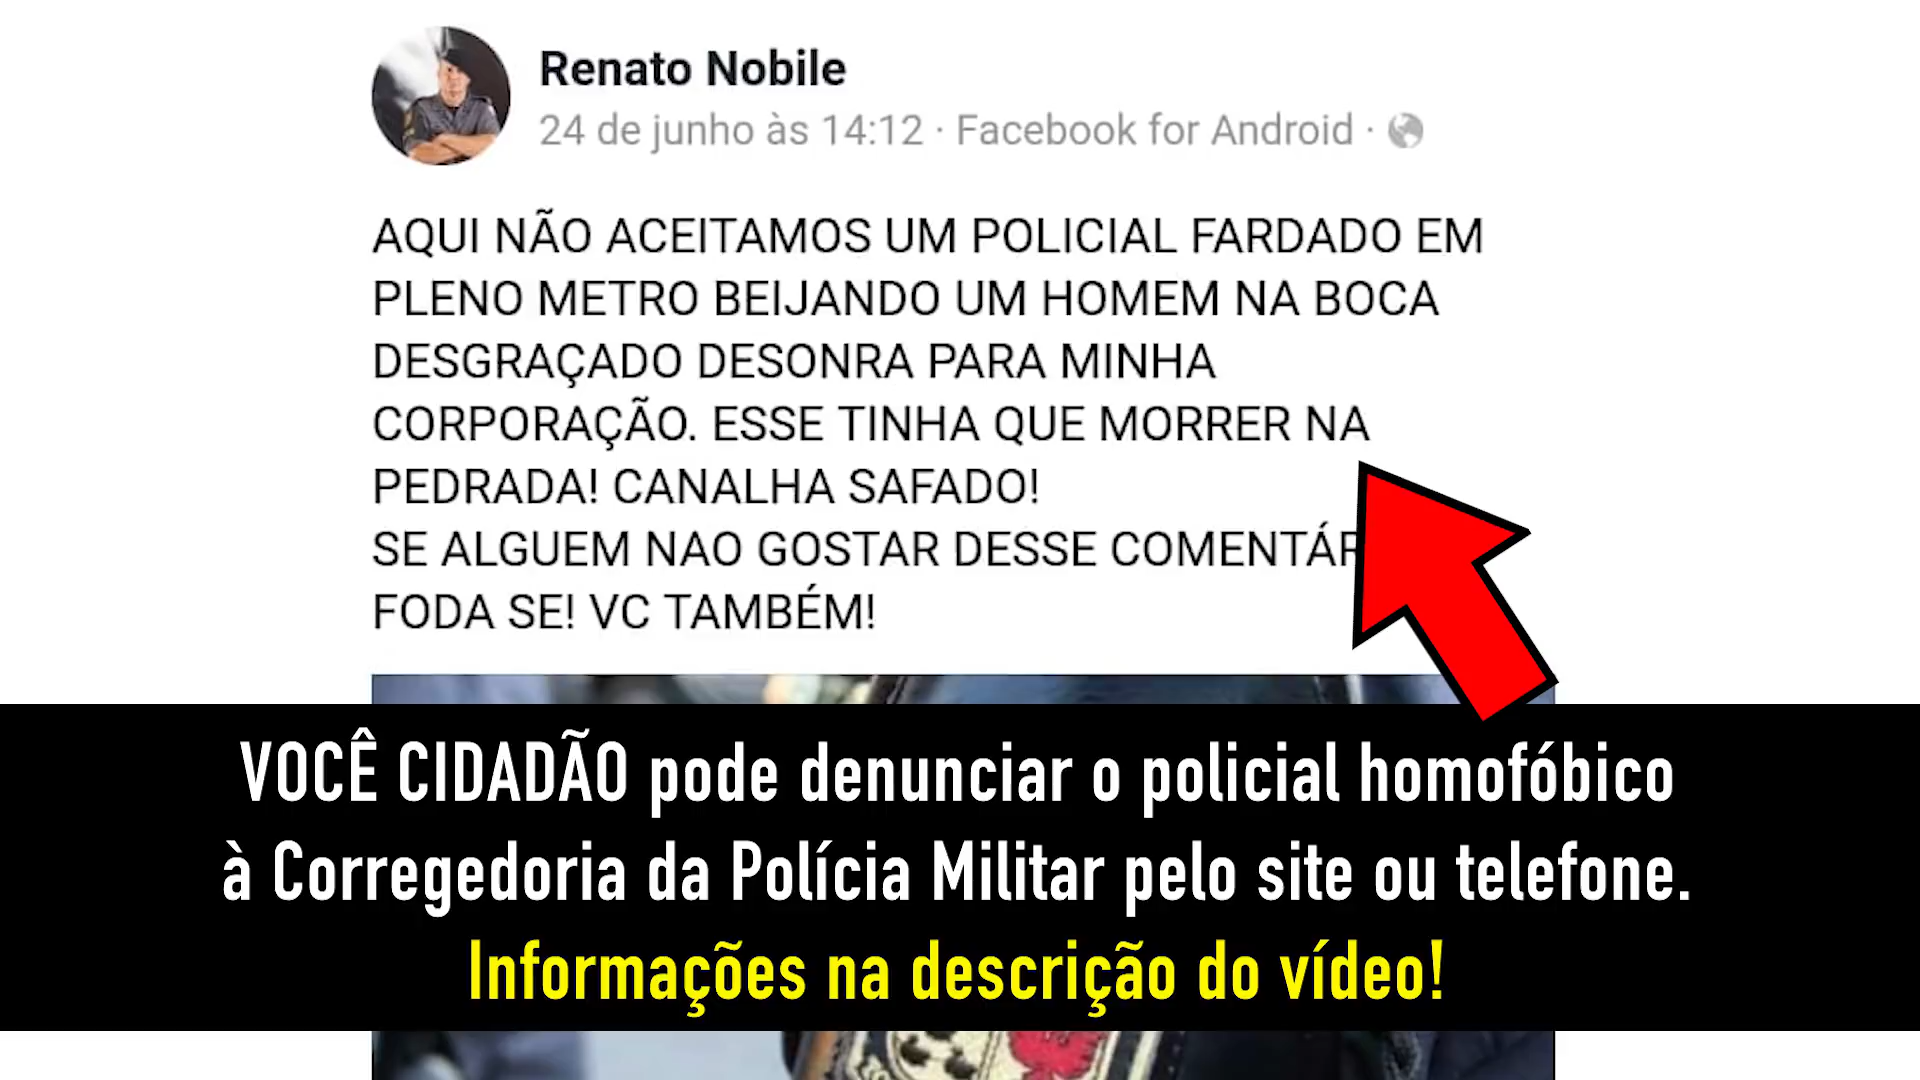 Renato Nobile
24 de junho às 14:12 · Facebook for Android ·
AQUI NÃO ACEITAMOS UM POLICIAL FARDADO EM
PLENO METRO BEIJANDO UM HOMEM NA BOCA
DESGRAÇADO DESONRA PARA MINHA
CORPORAÇÃO. ESSE TINHA QUE MORRER NA
PEDRADA! CANALHA SAFADO!
SE ALGUEM NAO GOSTAR DESSE
FODA SE! VC TAMBÉM!
VOCÊ CIDADÃO pode denunciar o policial homofóbico
à Corregedoria da Polícia Militar pelo site ou telefone.
Informações na descrição do vídeo!